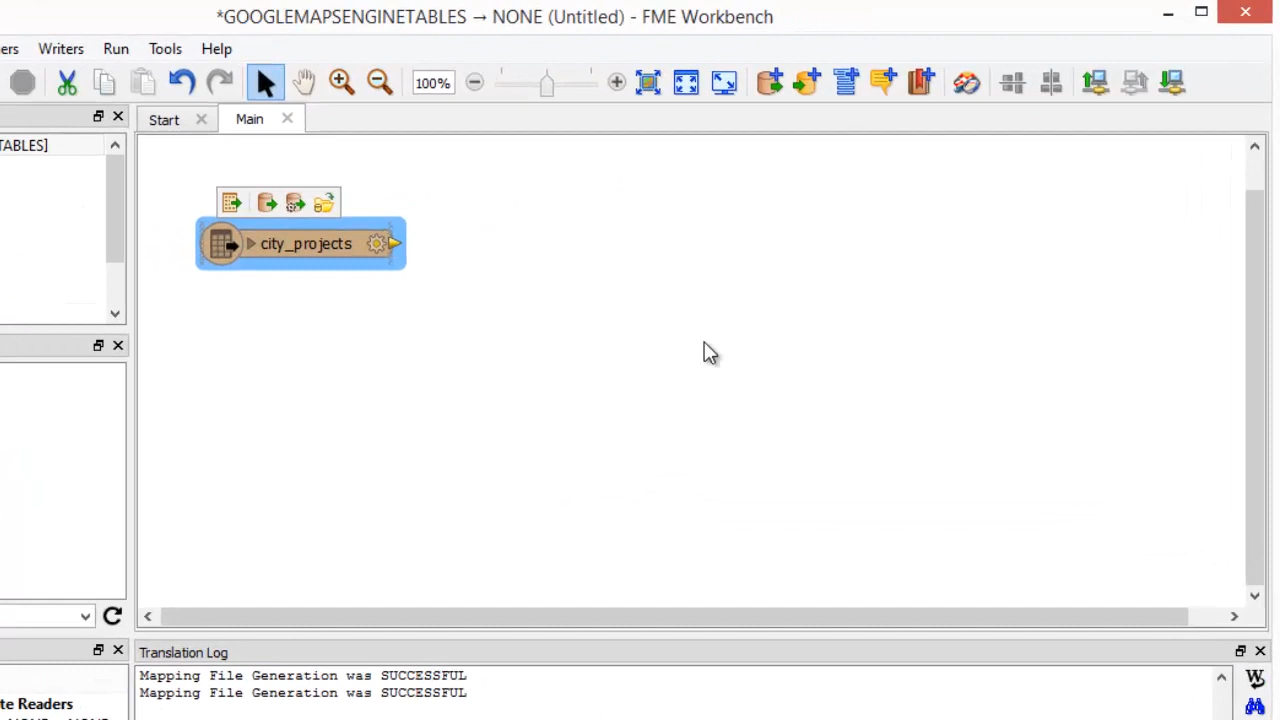 *GOOGLEMAPSENGINETABLES → NONE (Untitled) - FME Workbench
ers Writers Run Tools Help
100%
Start Main
TABLES]
city_projects
Translation Log
Mapping File Generation was SUCCESSFUL
Mapping File Generation was SUCCESSFUL
te Readers